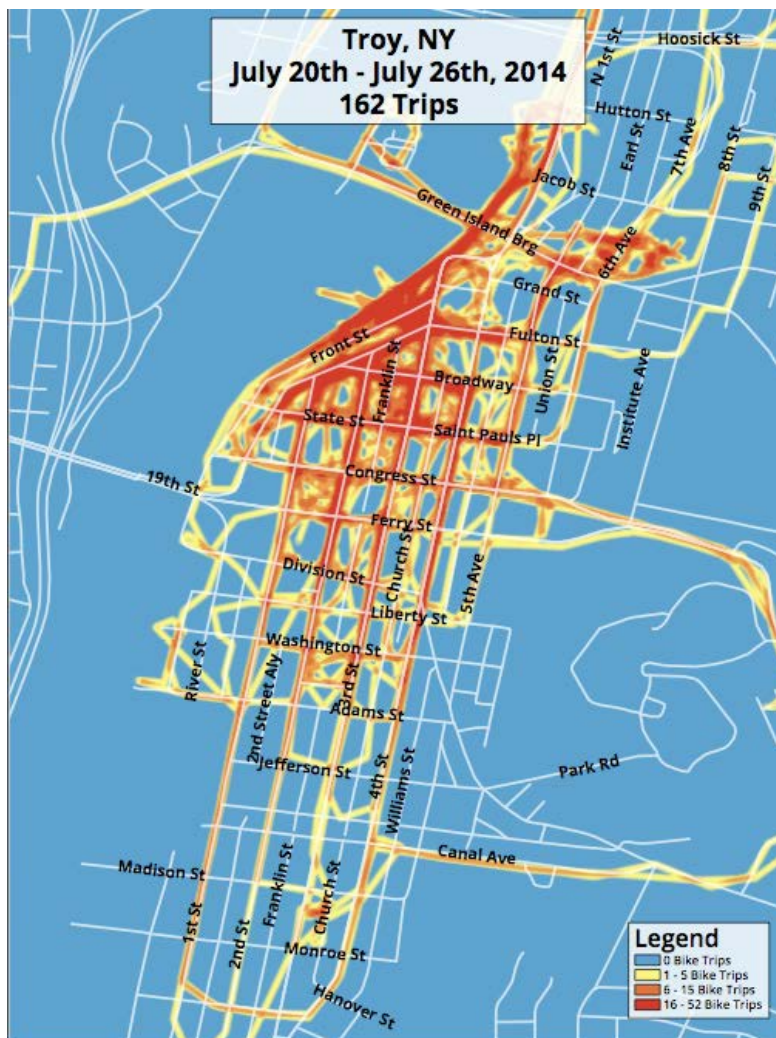 Troy, NY
July 20th - July 26th, 2014
162 Trips
N 1st St
Hoosick St
Hutton St
Earl St
7th Ave
8th St
9th St
Jacob St
Green Island Brg
6th Ave
Grand St
Front St
Franklin St
Fulton St
Union St
Broadway
Institute Ave
State St
Saint Pauls Pl
19th St
Congress St
Ferry St
Church St
5th Ave
Division St
Liberty St
Washington St
River St
2nd Street Aly
3rd St
Adams St
Jefferson St
4th St
Williams St
Park Rd
Canal Ave
Madison St
Franklin St
Church St
1st St
2nd St
Monroe St
Hanover St
Legend
0 Bike Trips
1 - 5 Bike Trips
6 - 15 Bike Trips
16 - 52 Bike Trips